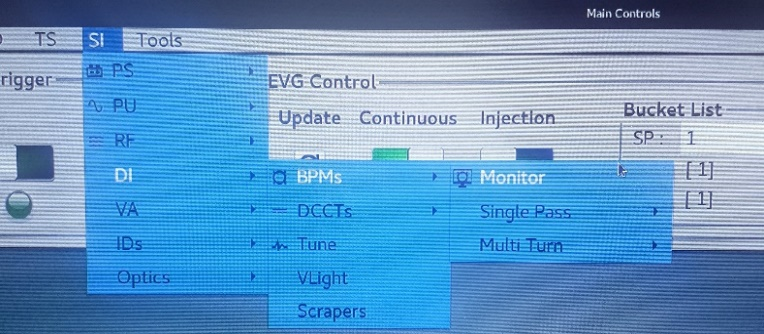 Main Controls
TS SI Tools
rigger
PS
EVG Control
PU
Update Continuous Injection
Bucket List
RF
SP : 1
DI
BPMs
Monitor
[ 1]
VA
DCCTs
Single Pass
[ 1]
IDs
Tune
Multi Turn
Optics
VLight
Scrapers